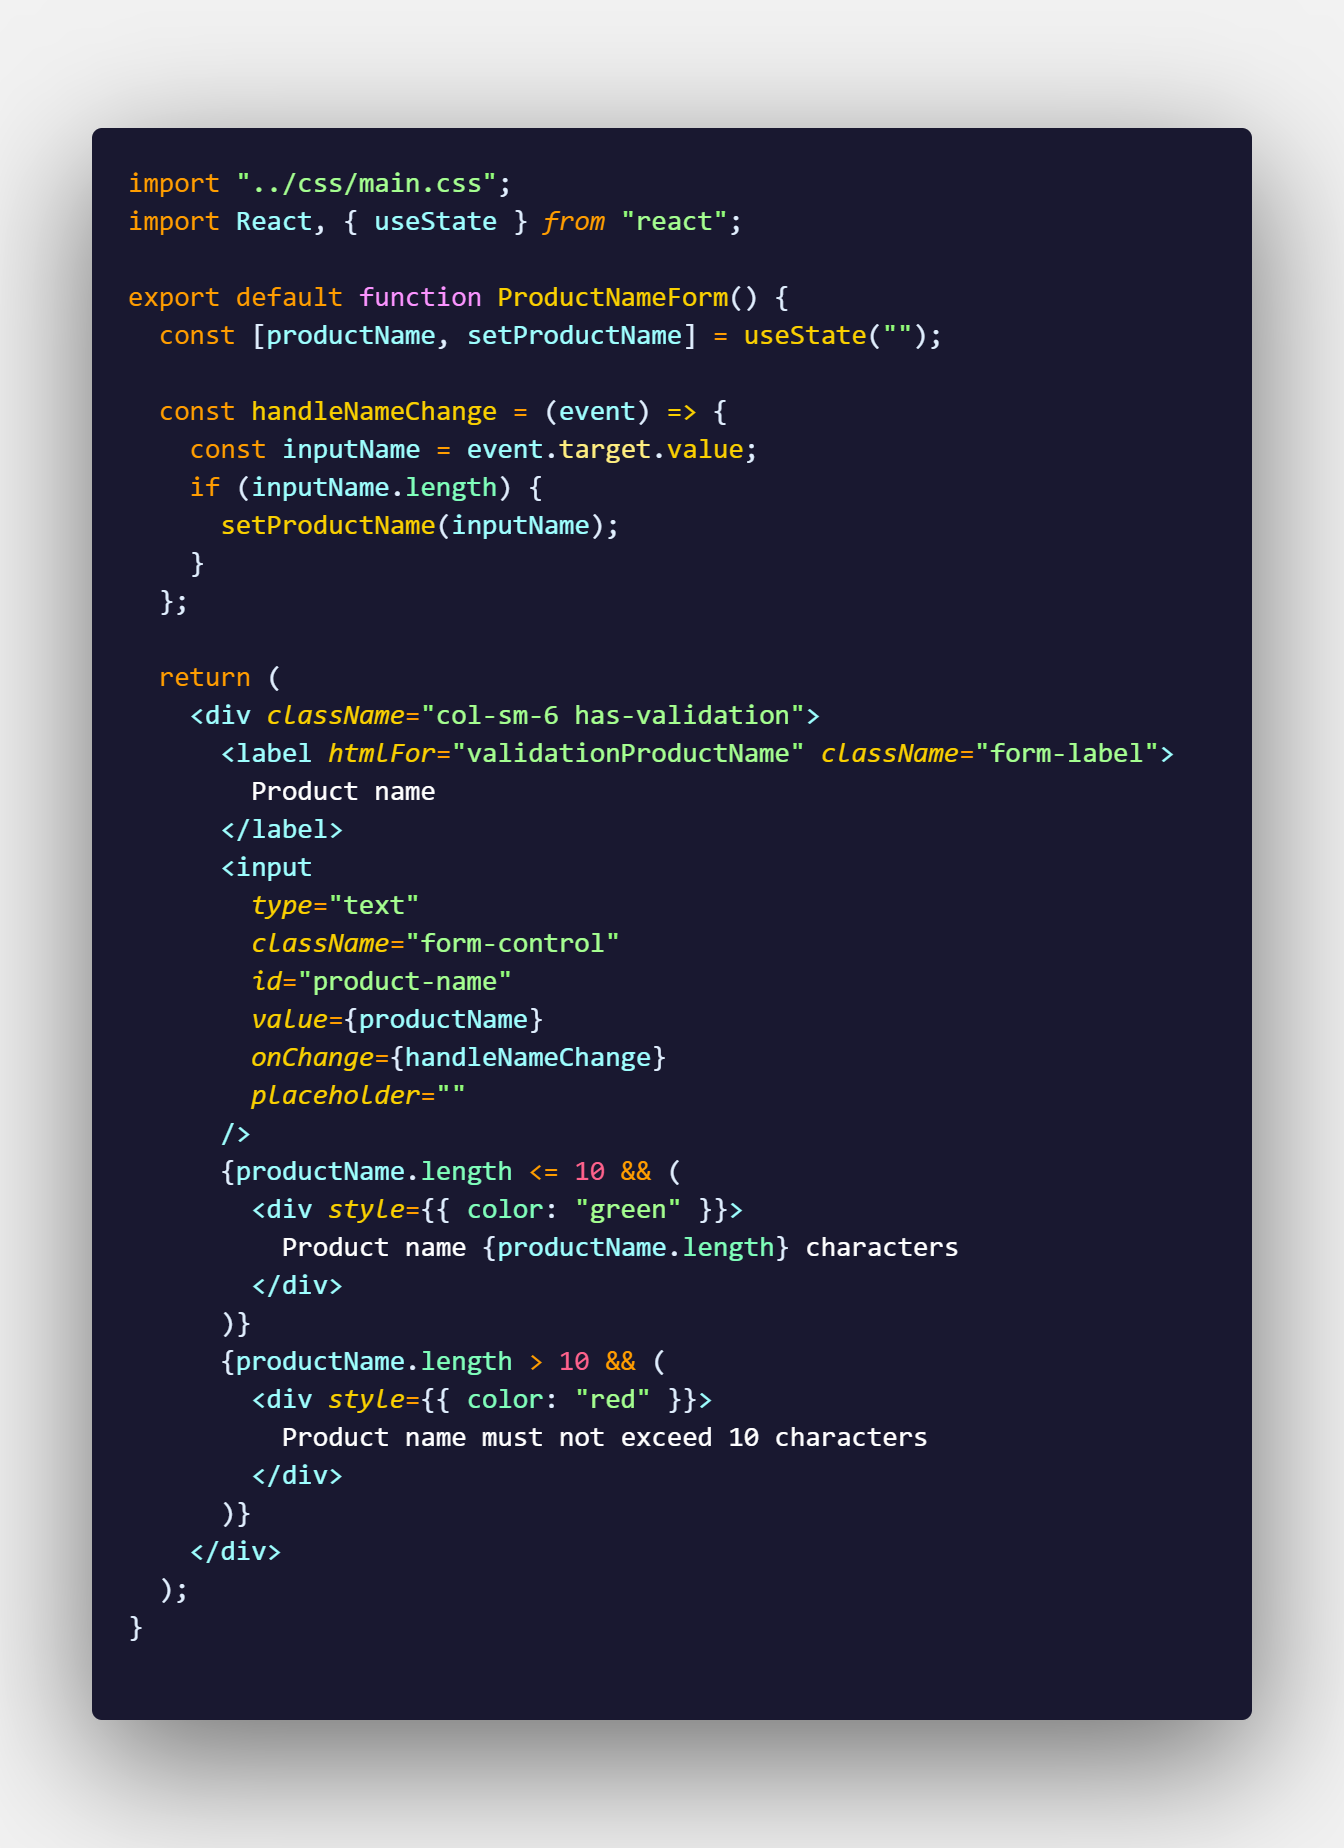 import "../css/main.css";
import React, { useState } from "react";

export default function ProductNameForm() {
  const [productName, setProductName] = useState("");

  const handleNameChange = (event) => {
    const inputName = event.target.value;
    if (inputName.length) {
      setProductName(inputName);
    }
  };

  return (
    <div className="col-sm-6 has-validation">
      <label htmlFor="validationProductName" className="form-label">
        Product name
      </label>
      <input
        type="text"
        className="form-control"
        id="product-name"
        value={productName}
        onChange={handleNameChange}
        placeholder=""
      />
      {productName.length <= 10 && (
        <div style={{ color: "green" }}>
          Product name {productName.length} characters
        </div>
      )}
      {productName.length > 10 && (
        <div style={{ color: "red" }}>
          Product name must not exceed 10 characters
        </div>
      )}
    </div>
  );
}